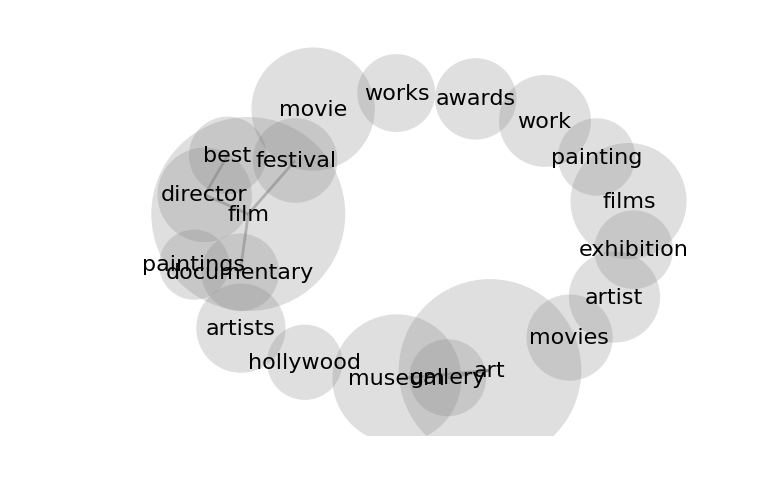 works
awards
movie
work
best
festival
painting
director
films
film
exhibition
paintings
documentary
artist
artists
movies
hollywood
art
museum
gallery